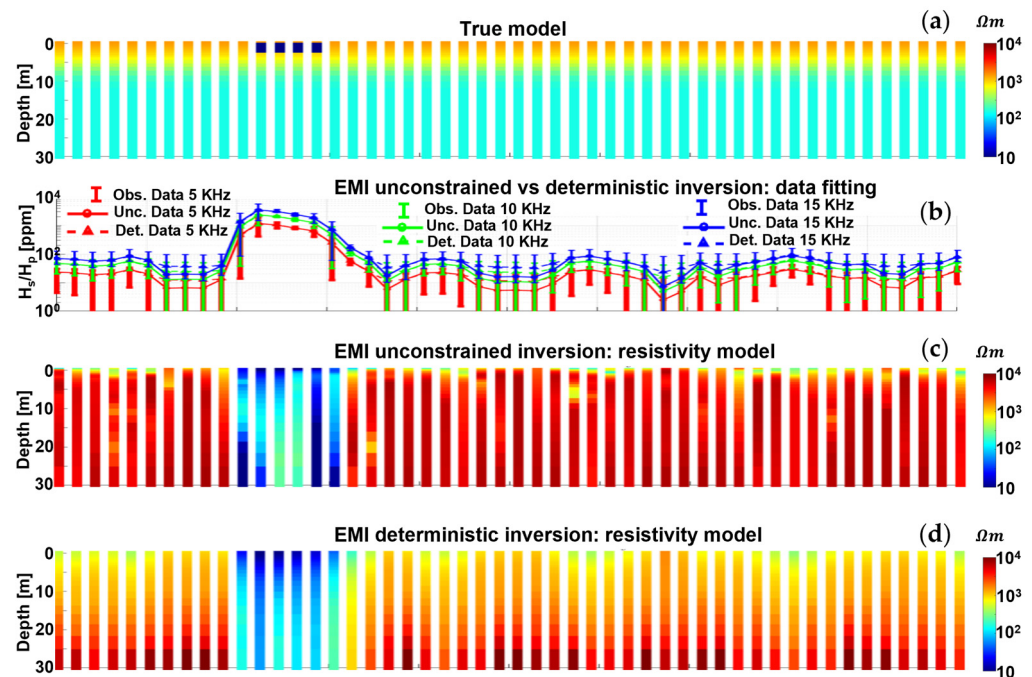 True model
(a)
Ωm
Depth [m]
0
10
20
30
10⁴
10³
10²
10
EMI unconstrained vs deterministic inversion: data fitting
(b)
Hs/Hp [ppm]
10⁴
10²
10⁰
Obs. Data 5 KHz
Unc. Data 5 KHz
Det. Data 5 KHz
Obs. Data 10 KHz
Unc. Data 10 KHz
Det. Data 10 KHz
Obs. Data 15 KHz
Unc. Data 15 KHz
Det. Data 15 KHz
EMI unconstrained inversion: resistivity model
(c)
Ωm
Depth [m]
0
10
20
30
10⁴
10³
10²
10
EMI deterministic inversion: resistivity model
(d)
Ωm
Depth [m]
0
10
20
30
10⁴
10³
10²
10